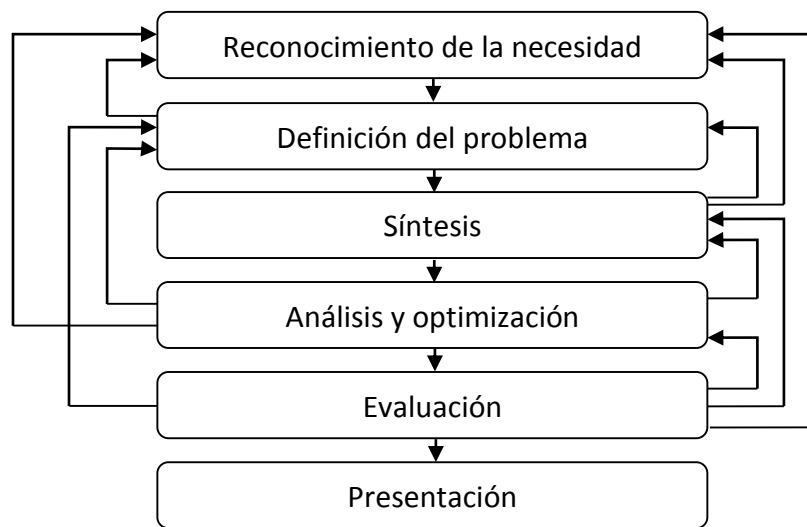 Reconocimiento de la necesidad
Definición del problema
Síntesis
Análisis y optimización
Evaluación
Presentación